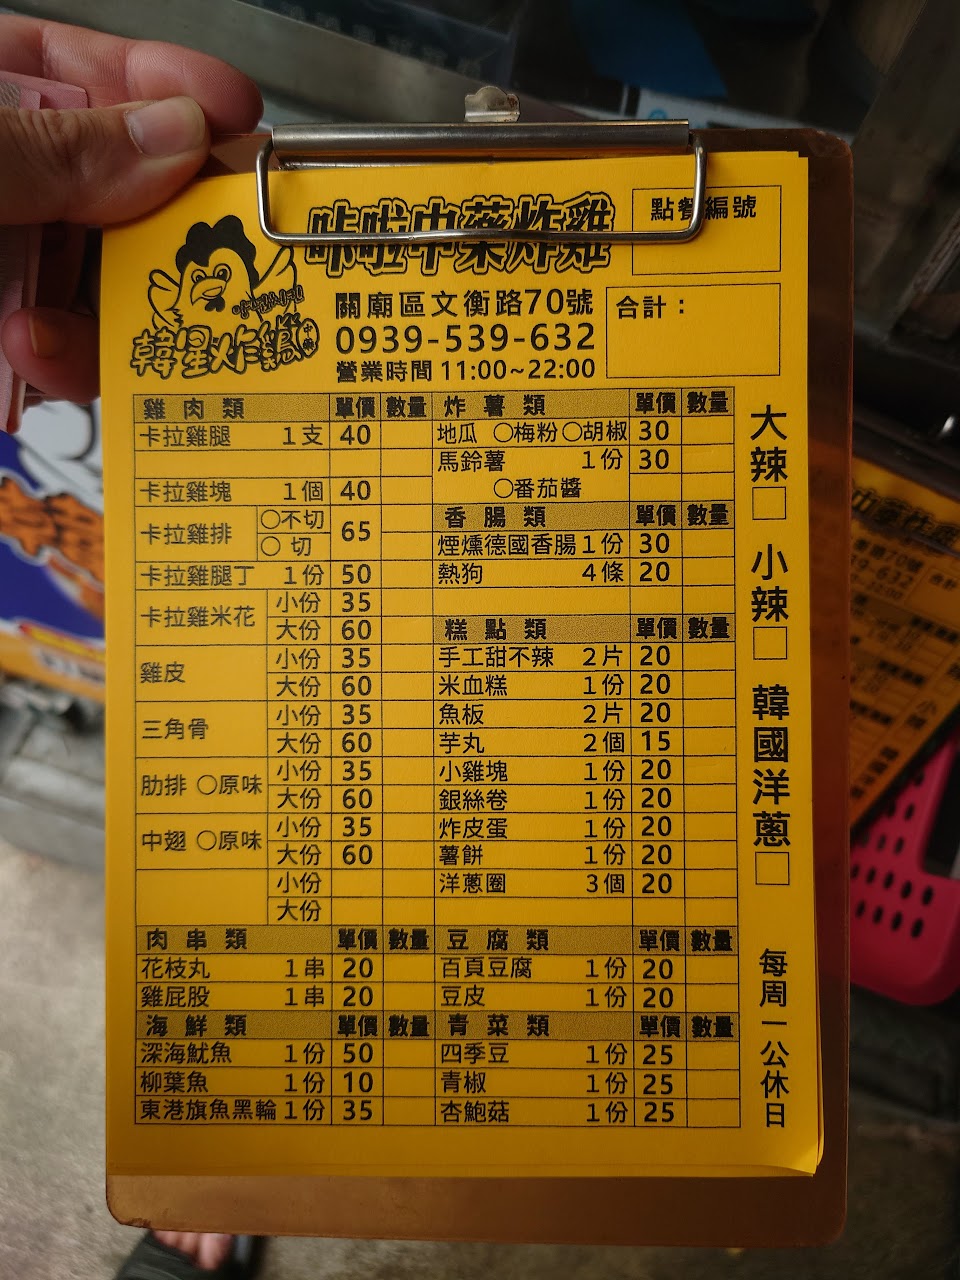 咔啦中藥炸雞
點餐編號
韓星炸鷄
關廟區文衡路70號
0939-539-632
營業時間 11:00~22:00
合計：
雞肉類 單價 數量
卡拉雞腿 1支 40
卡拉雞塊 1個 40
卡拉雞排 ○不切 ○切 65
卡拉雞腿丁 1份 50
卡拉雞米花 小份 35
大份 60
雞皮 小份 35
大份 60
三角骨 小份 35
大份 60
肋排 ○原味 小份 35
大份 60
中翅 ○原味 小份 35
大份 60
小份
大份
肉串類 單價 數量
花枝丸 1串 20
雞屁股 1串 20
海鮮類 單價 數量
深海魷魚 1份 50
柳葉魚 1份 10
東港旗魚黑輪 1份 35
炸薯類 單價 數量
地瓜 ○梅粉 ○胡椒 30
馬鈴薯 1份 30
○番茄醬
香腸類 單價 數量
煙燻德國香腸 1份 30
熱狗 4條 20
糕點類 單價 數量
手工甜不辣 2片 20
米血糕 1份 20
魚板 2片 20
芋丸 2個 15
小雞塊 1份 20
銀絲卷 1份 20
炸皮蛋 1份 20
薯餅 1份 20
洋蔥圈 3個 20
豆腐類 單價 數量
百頁豆腐 1份 20
豆皮 1份 20
青菜類 單價 數量
四季豆 1份 25
青椒 1份 25
杏鮑菇 1份 25
大辣□ 小辣□ 韓國洋蔥□
每周一公休日